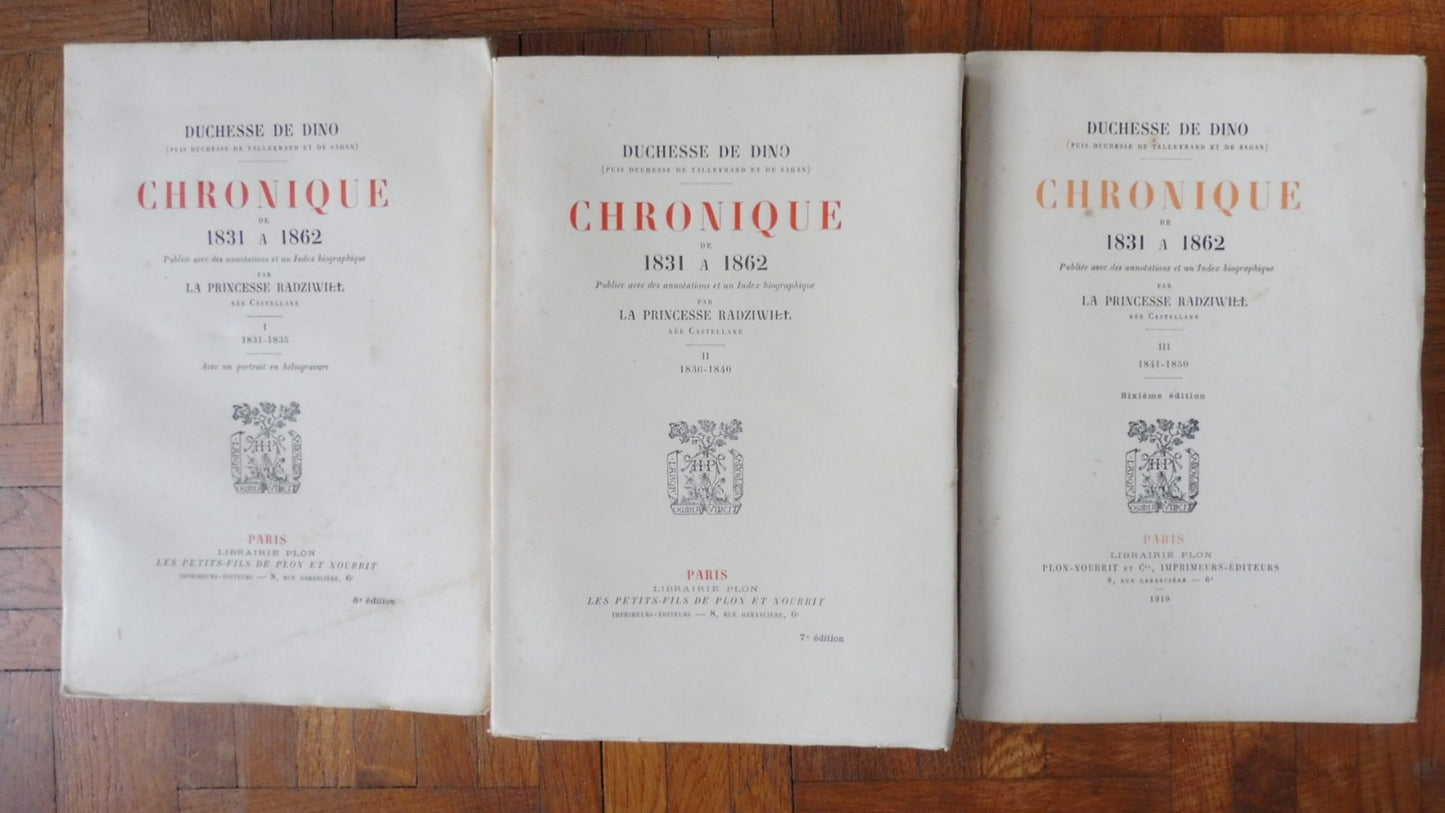 DUCHESSE DE DINO
(PUIS DUCHESSE DE TALLEYRAND ET DE SAGAN)
CHRONIQUE
DE
1831 A 1862
Publiée avec des annotations et un Index biographique
PAR
LA PRINCESSE RADZIWIŁŁ
NÉE CASTELLANE
I
1831-1835
Avec un portrait en héliogravure
LABOR
H·P
PARIS
LIBRAIRIE PLON
LES PETITS-FILS DE PLON ET NOURRIT
IMPRIMEURS-ÉDITEURS — 8, RUE GARANCIÈRE, 6e
8e édition
DUCHESSE DE DINO
(PUIS DUCHESSE DE TALLEYRAND ET DE SAGAN)
CHRONIQUE
DE
1831 A 1862
Publiée avec des annotations et un Index biographique
PAR
LA PRINCESSE RADZIWIŁŁ
NÉE CASTELLANE
II
1836-1840
LABOR
H·P
PARIS
LIBRAIRIE PLON
LES PETITS-FILS DE PLON ET NOURRIT
IMPRIMEURS-ÉDITEURS — 8, RUE GARANCIÈRE, 6e
7e édition
DUCHESSE DE DINO
(PUIS DUCHESSE DE TALLEYRAND ET DE SAGAN)
CHRONIQUE
DE
1831 A 1862
Publiée avec des annotations et un Index biographique
PAR
LA PRINCESSE RADZIWIŁŁ
NÉE CASTELLANE
III
1841-1850
Sixième édition
LABOR
H·P
PARIS
LIBRAIRIE PLON
PLON-NOURRIT ET Cie, IMPRIMEURS-ÉDITEURS
8, RUE GARANCIÈRE — 6e
1910